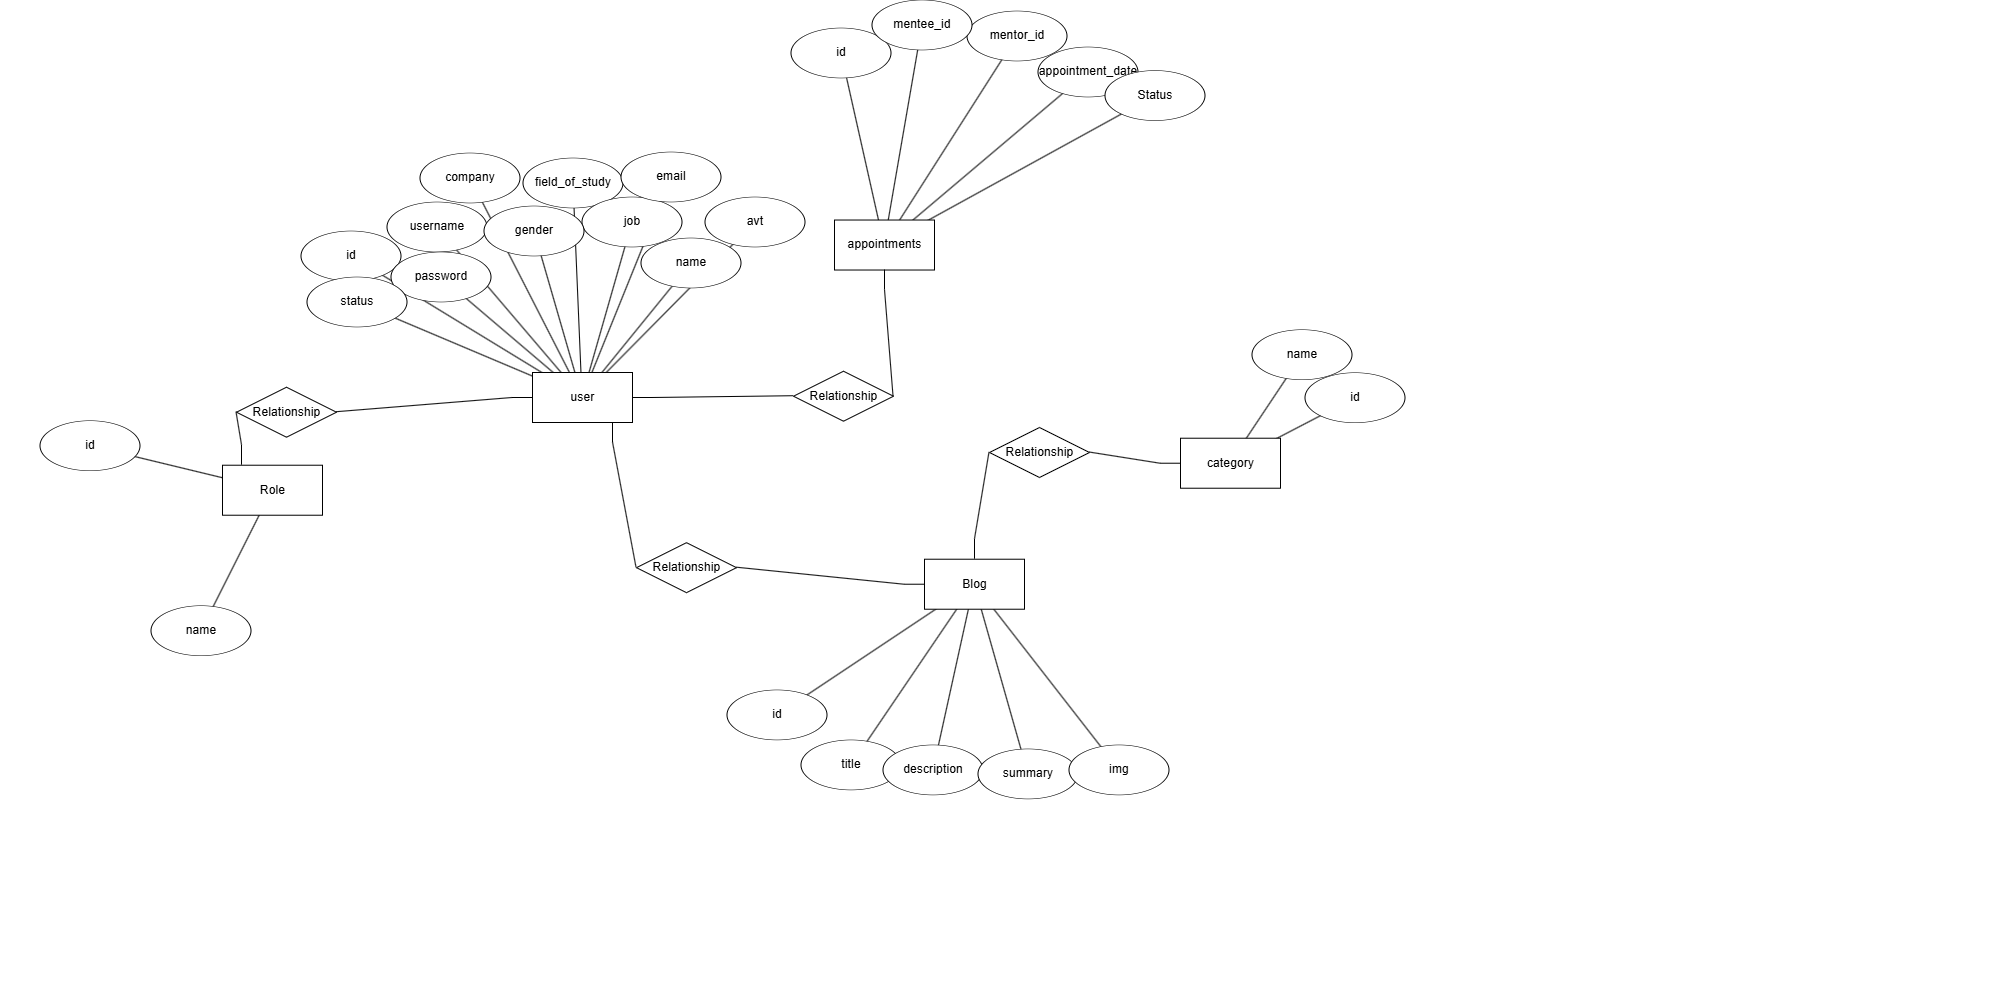 mentee_id
mentor_id
id
appointment_date
Status
company
field_of_study
email
username
gender
job
avt
id
password
name
status
appointments
name
user
Relationship
Relationship
id
id
Relationship
category
Role
Relationship
Blog
name
id
title
description
summary
img